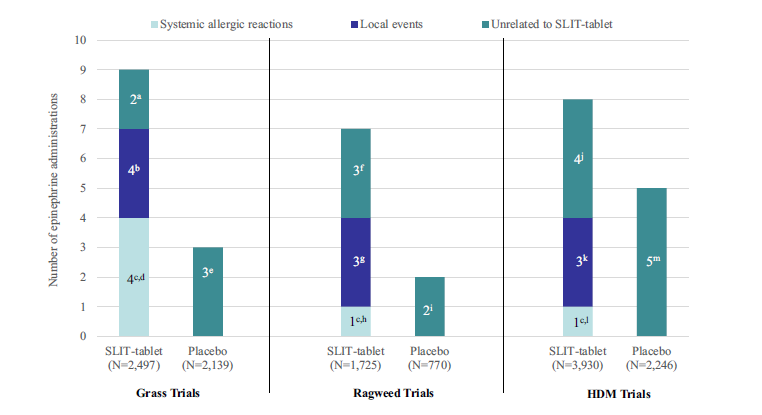 Systemic allergic reactions Local events Unrelated to SLIT-tablet
Number of epinephrine administrations
10
9
8
7
6
5
4
3
2
1
0
2ᵃ
4ᵇ
4ᶜ,ᵈ
3ᵉ
3ᶠ
3ᵍ
1ᶜ,ʰ
2ⁱ
4ʲ
3ᵏ
1ᶜ,ˡ
5ᵐ
SLIT-tablet Placebo SLIT-tablet Placebo SLIT-tablet Placebo
(N=2,497) (N=2,139) (N=1,725) (N=770) (N=3,930) (N=2,246)
Grass Trials Ragweed Trials HDM Trials